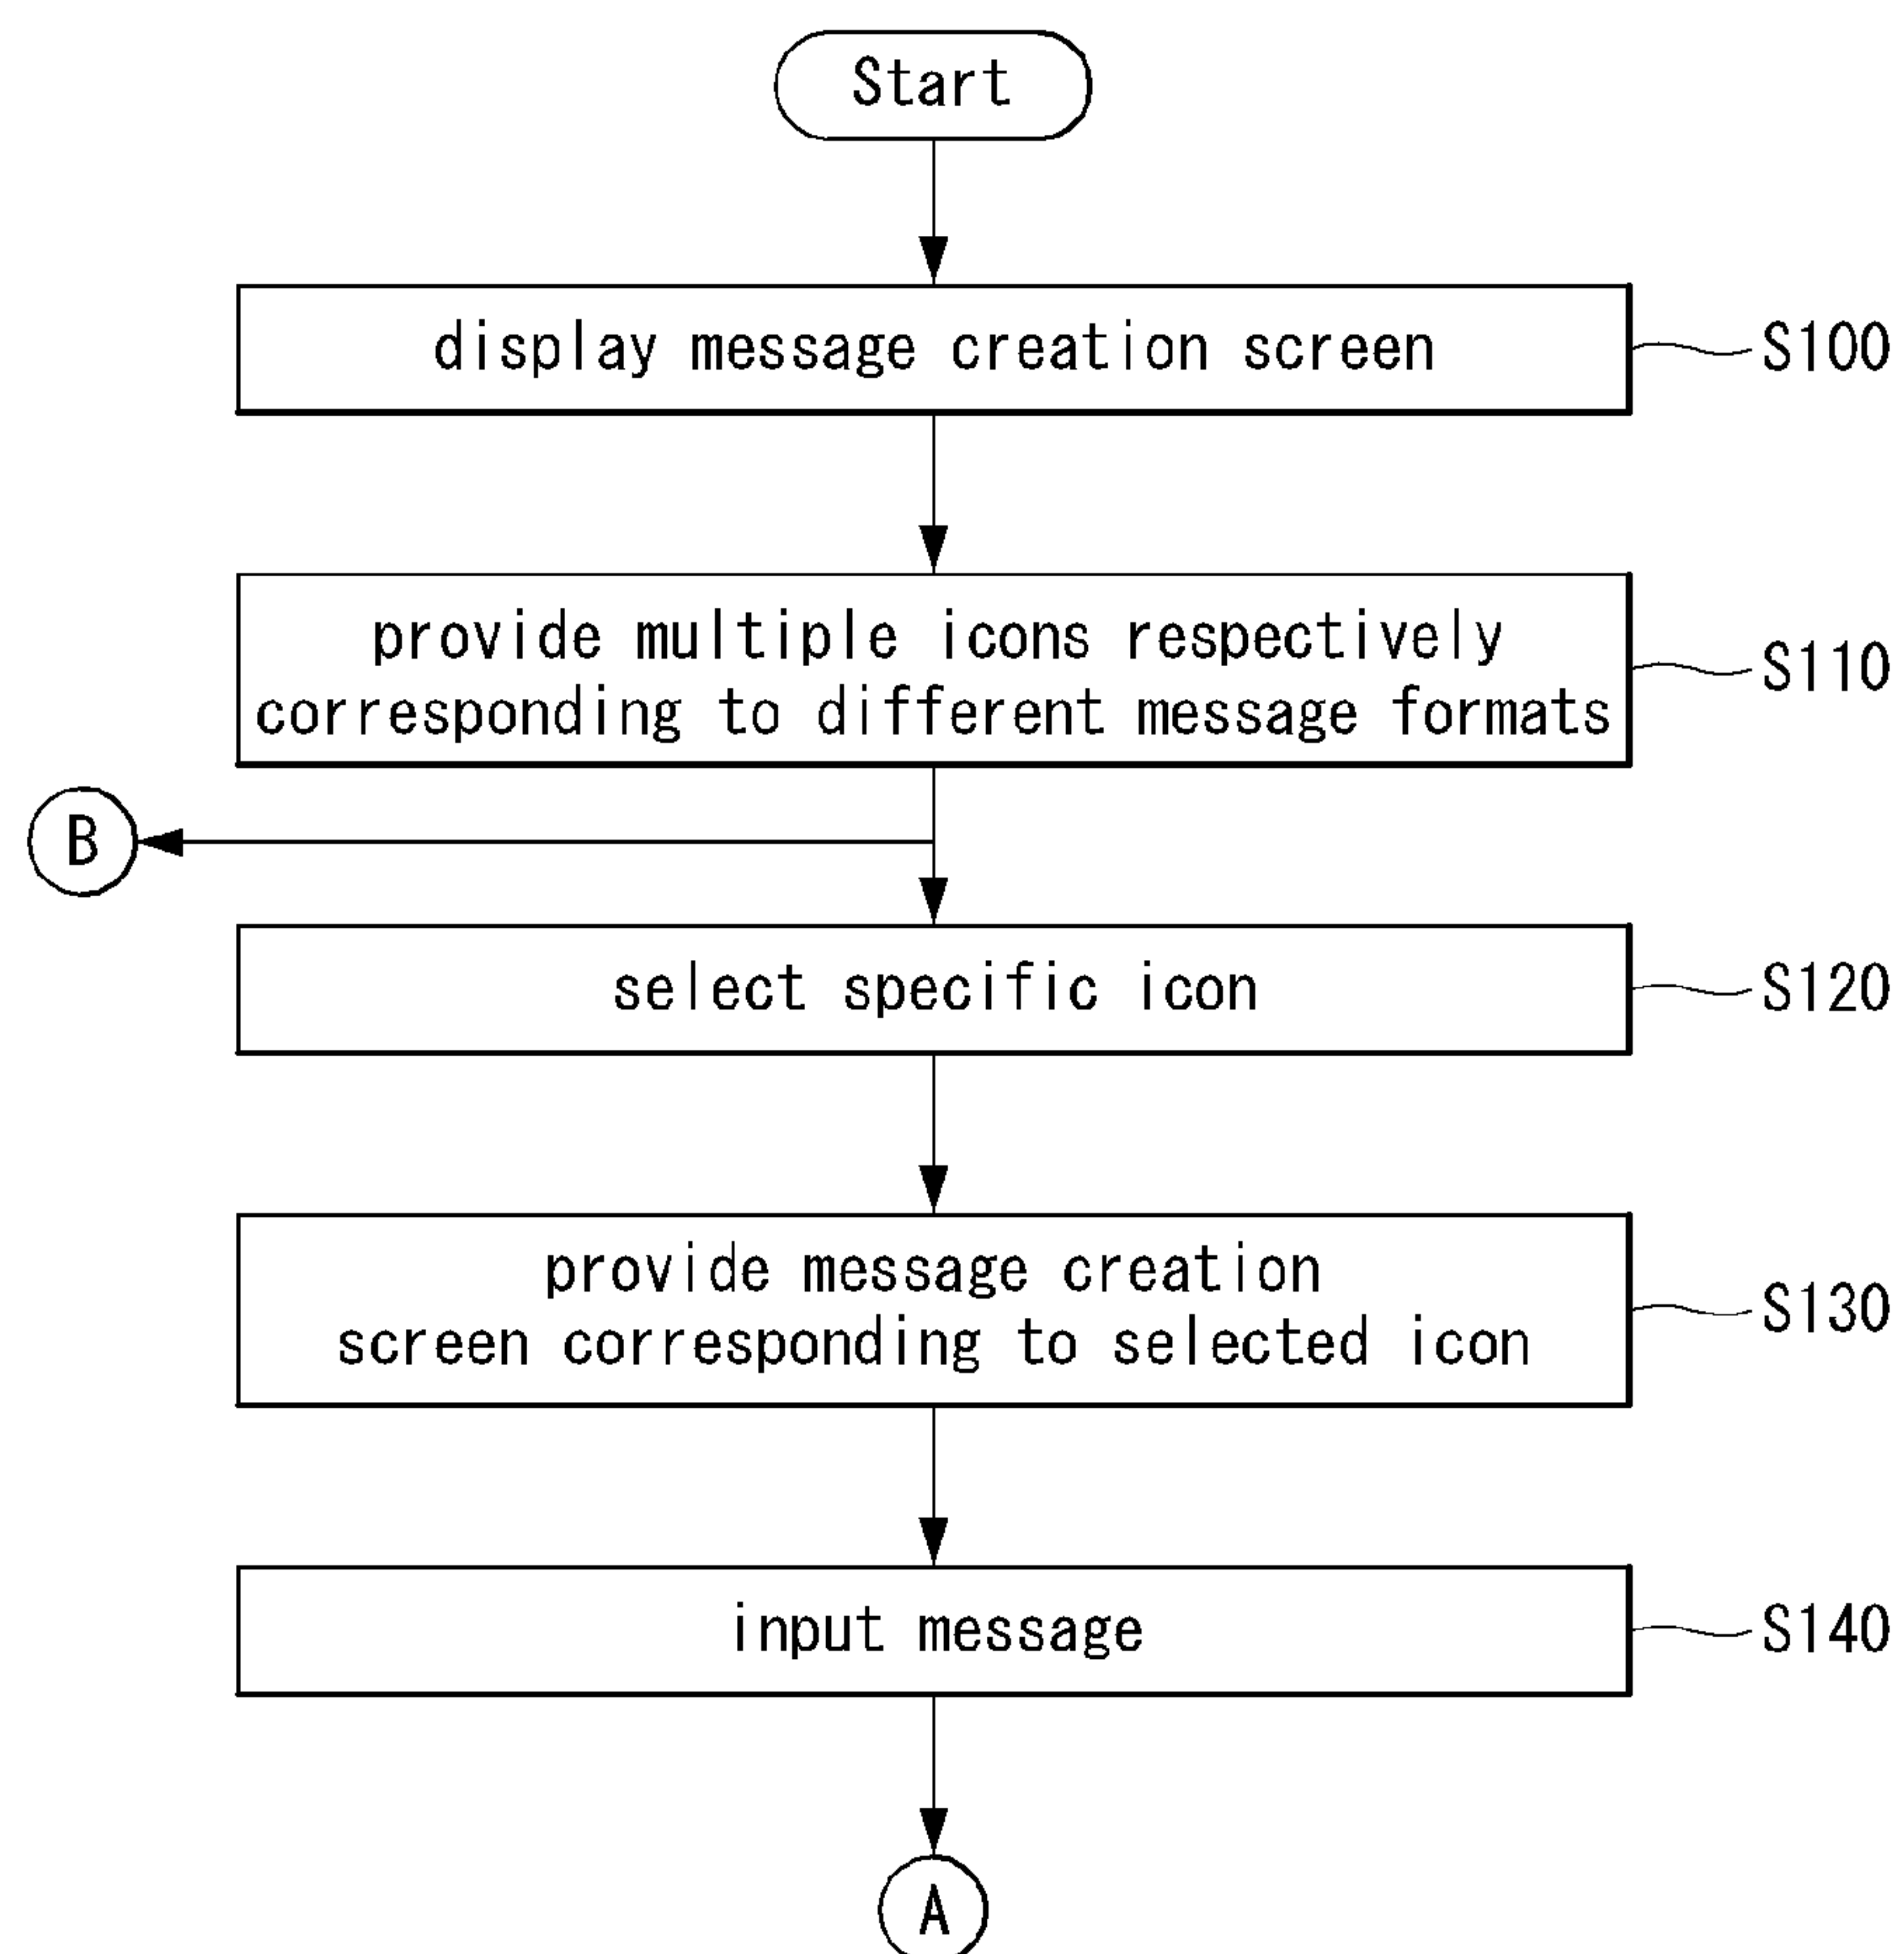 Start
display message creation screen
S100
provide multiple icons respectively
corresponding to different message formats
S110
B
select specific icon
S120
provide message creation
screen corresponding to selected icon
S130
input message
S140
A